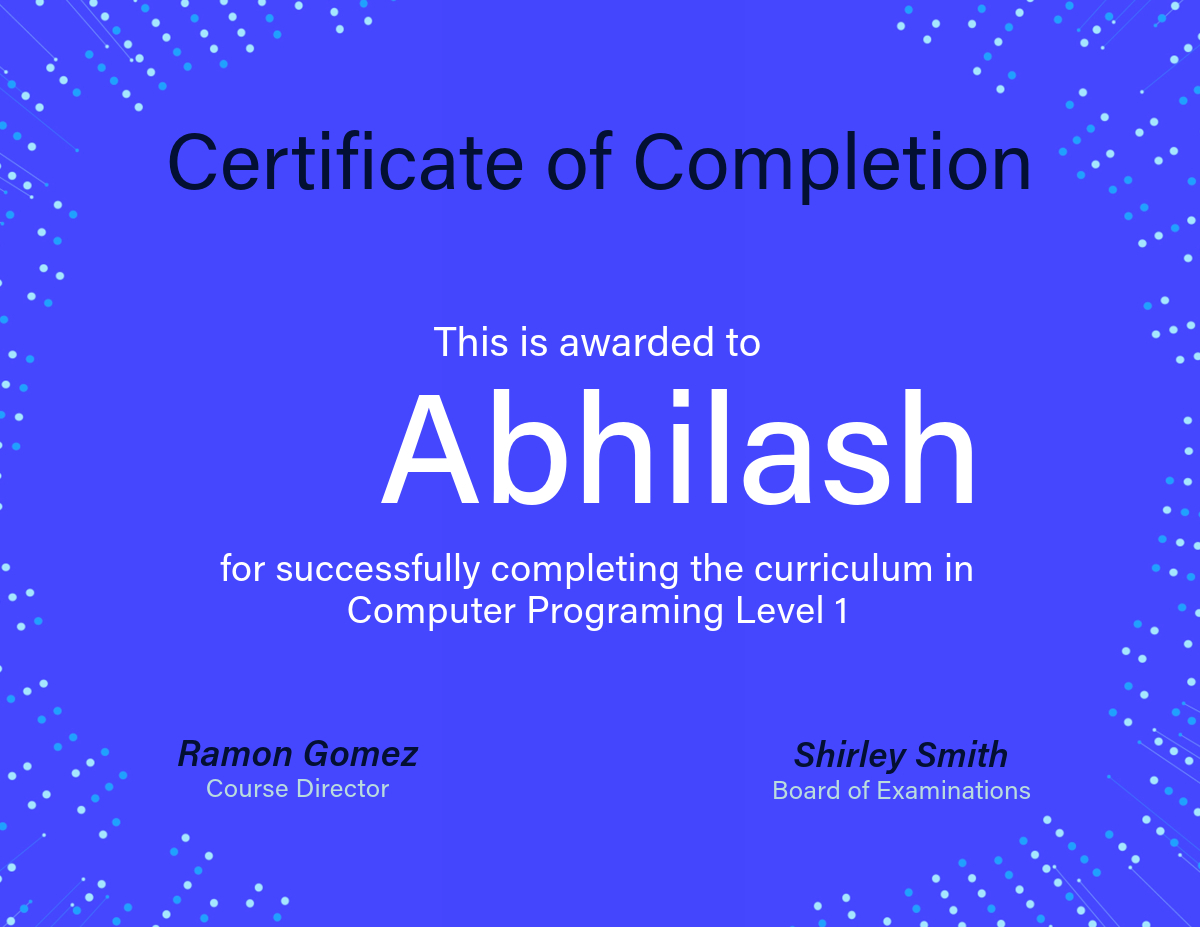 Certificate of Completion
This is awarded to
Abhilash
for successfully completing the curriculum in
Computer Programing Level 1
Ramon Gomez
Course Director
Shirley Smith
Board of Examinations